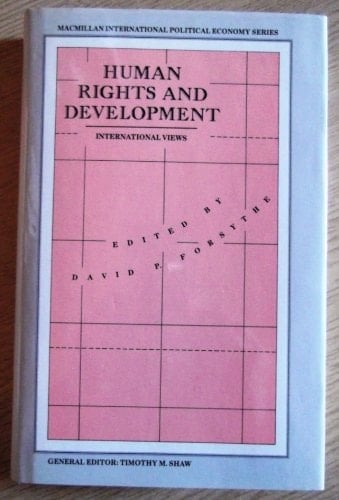 MACMILLAN INTERNATIONAL POLITICAL ECONOMY SERIES
HUMAN
RIGHTS AND
DEVELOPMENT
INTERNATIONAL VIEWS
EDITED BY
DAVID P. FORSYTHE
GENERAL EDITOR: TIMOTHY M. SHAW